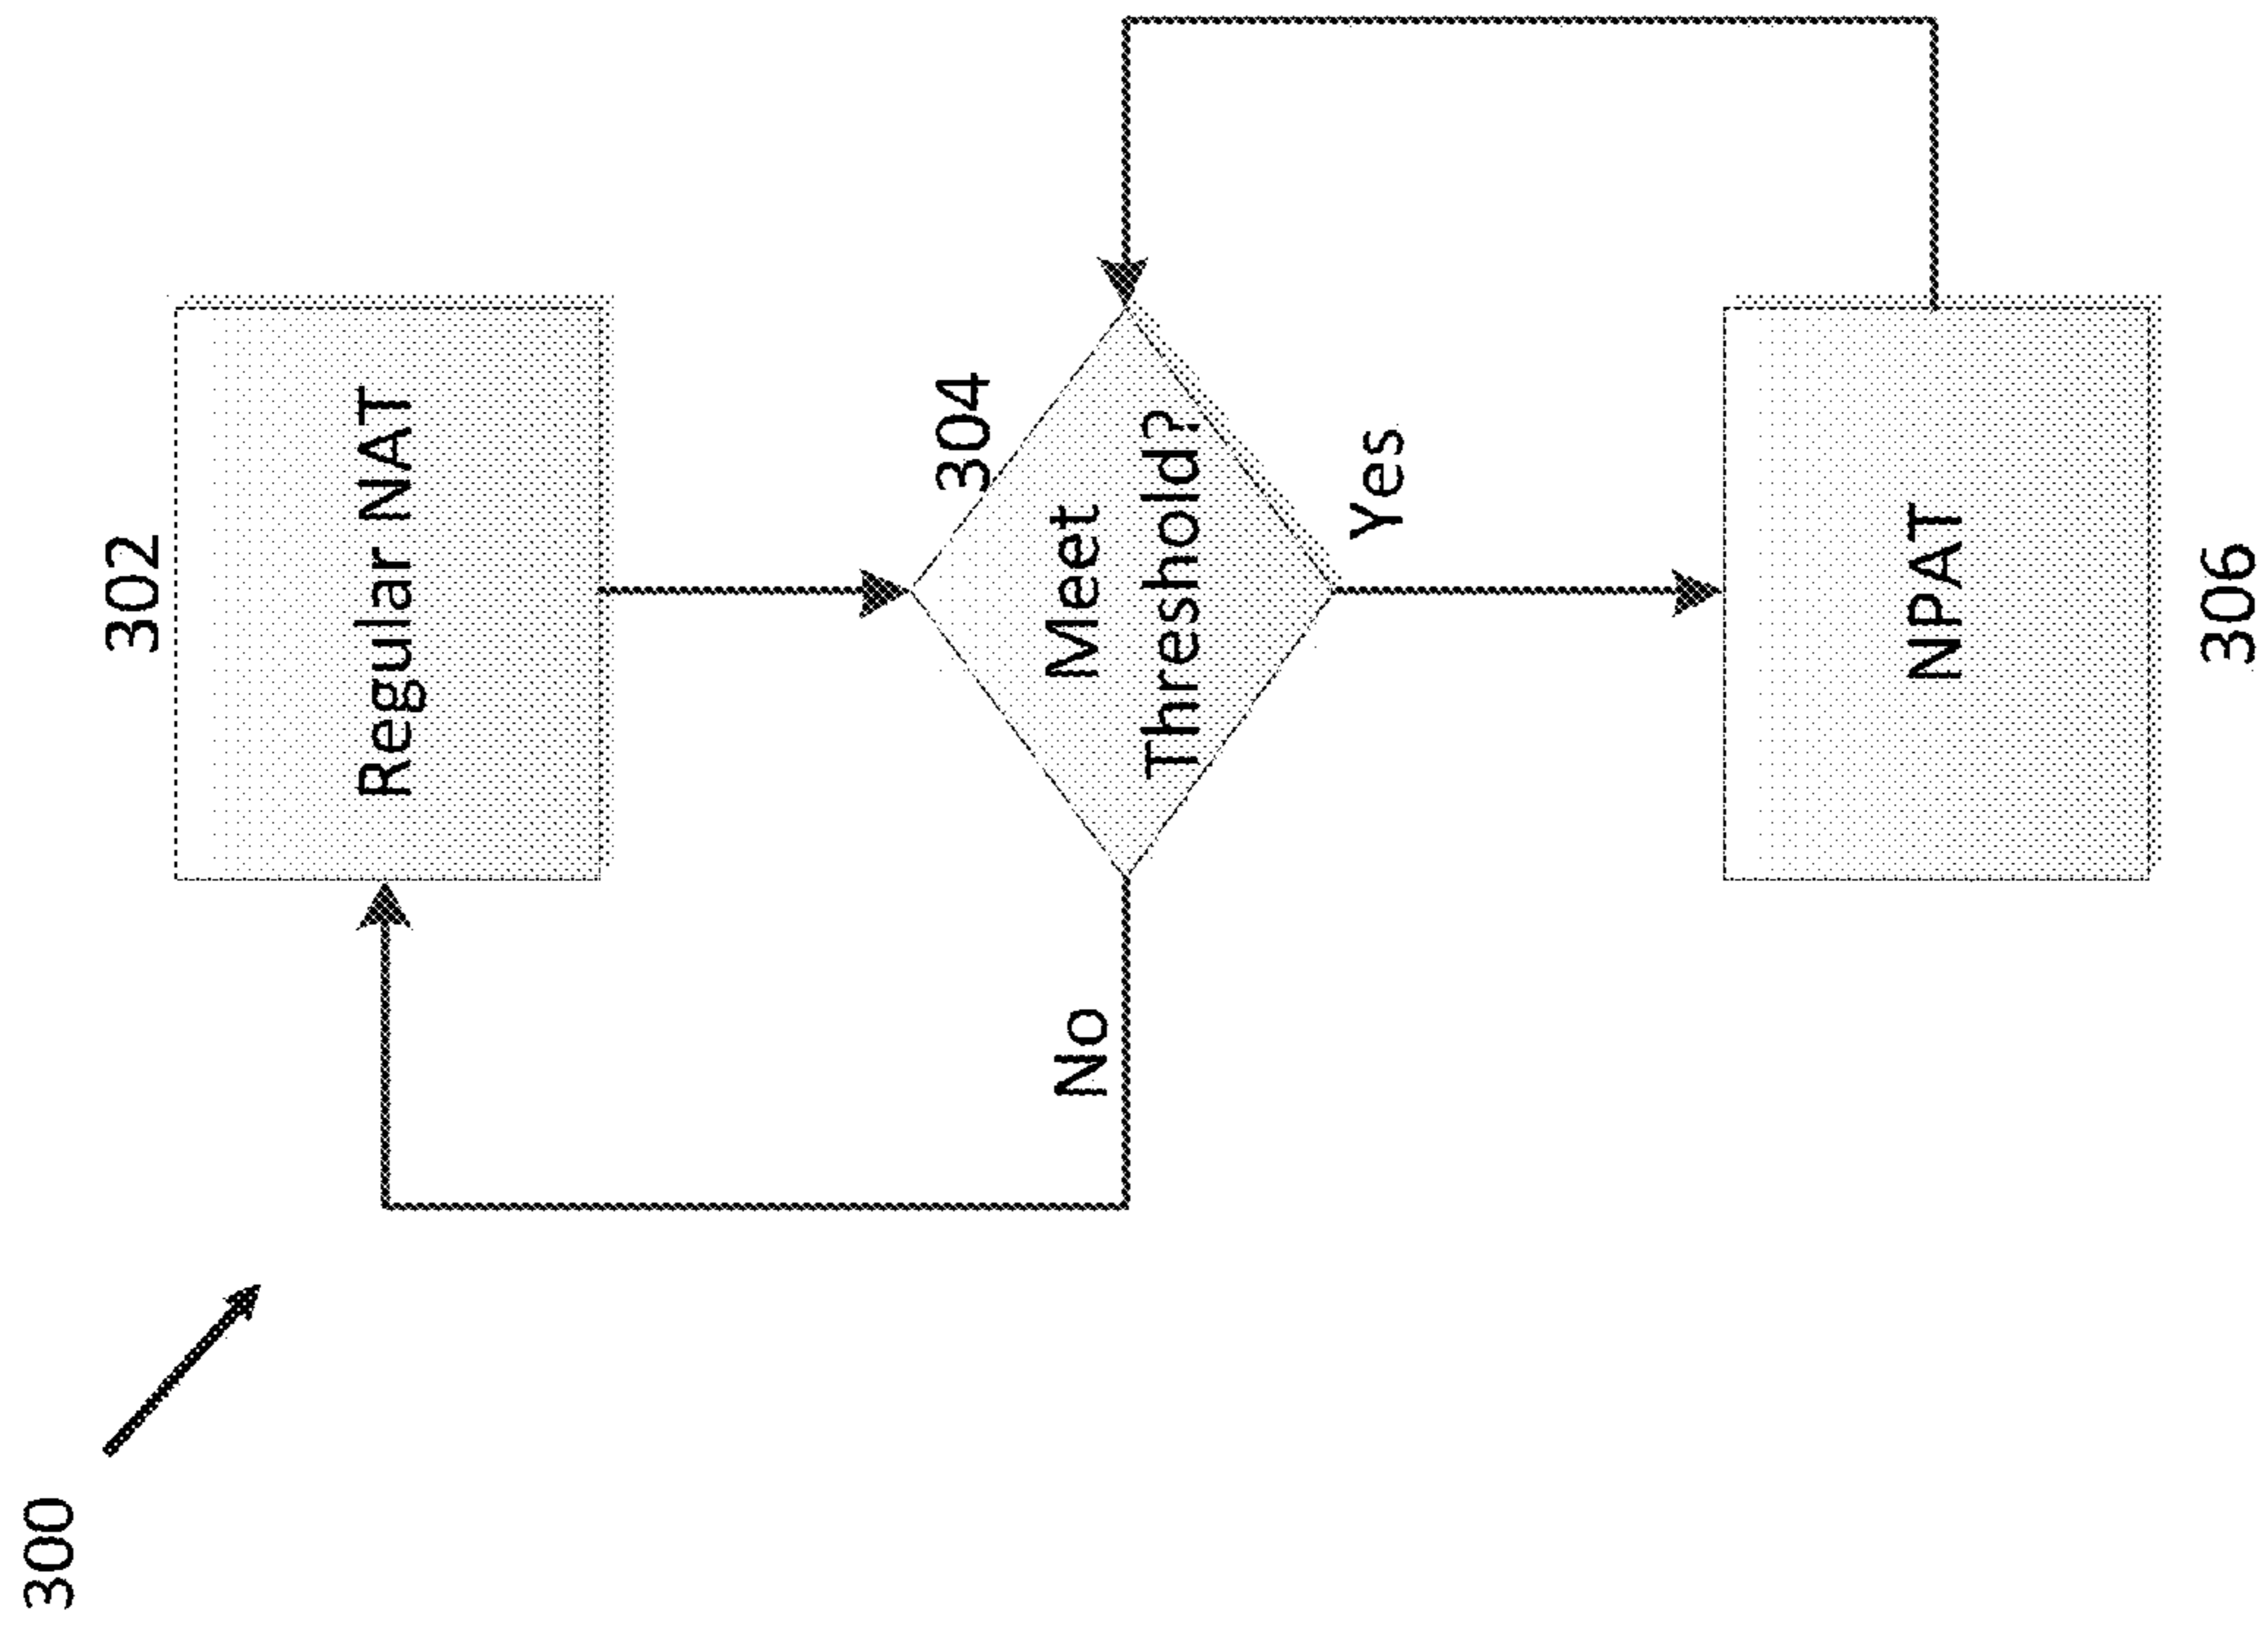 300
302
Regular NAT
304
Meet
Threshold?
No
Yes
NPAT
306